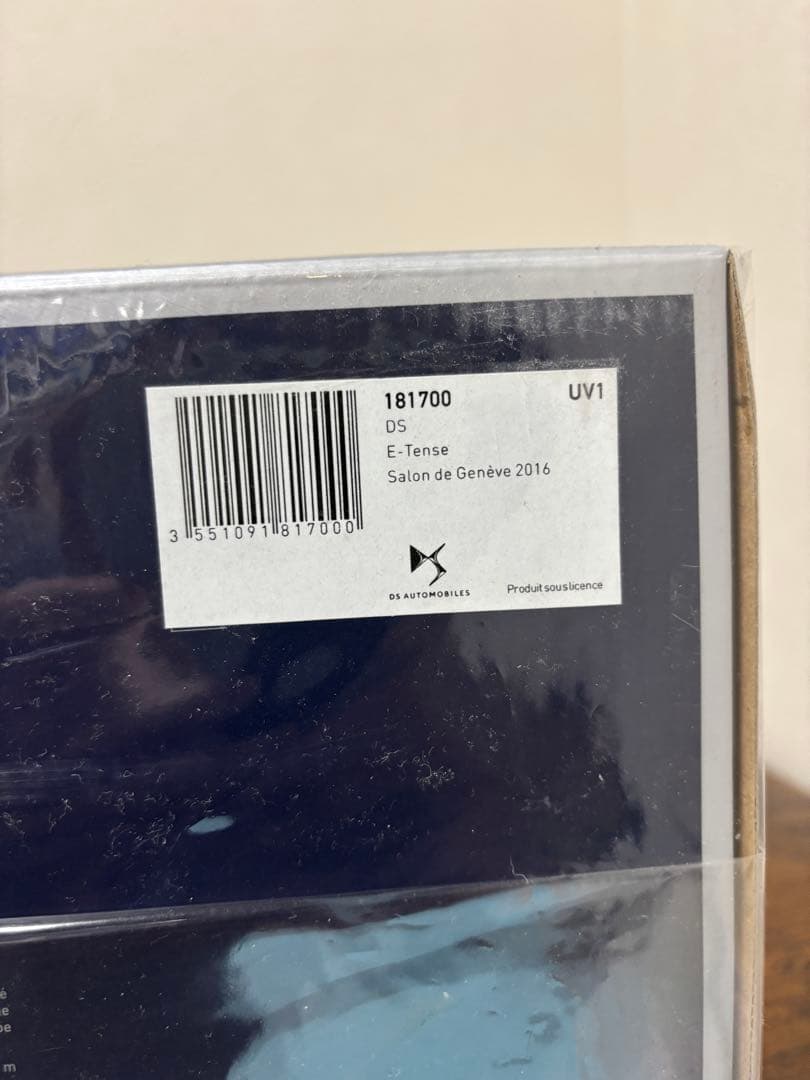 181700
UV1
DS
E-Tense
Salon de Genève 2016
3 551091 817000
DS AUTOMOBILES
Produit sous licence